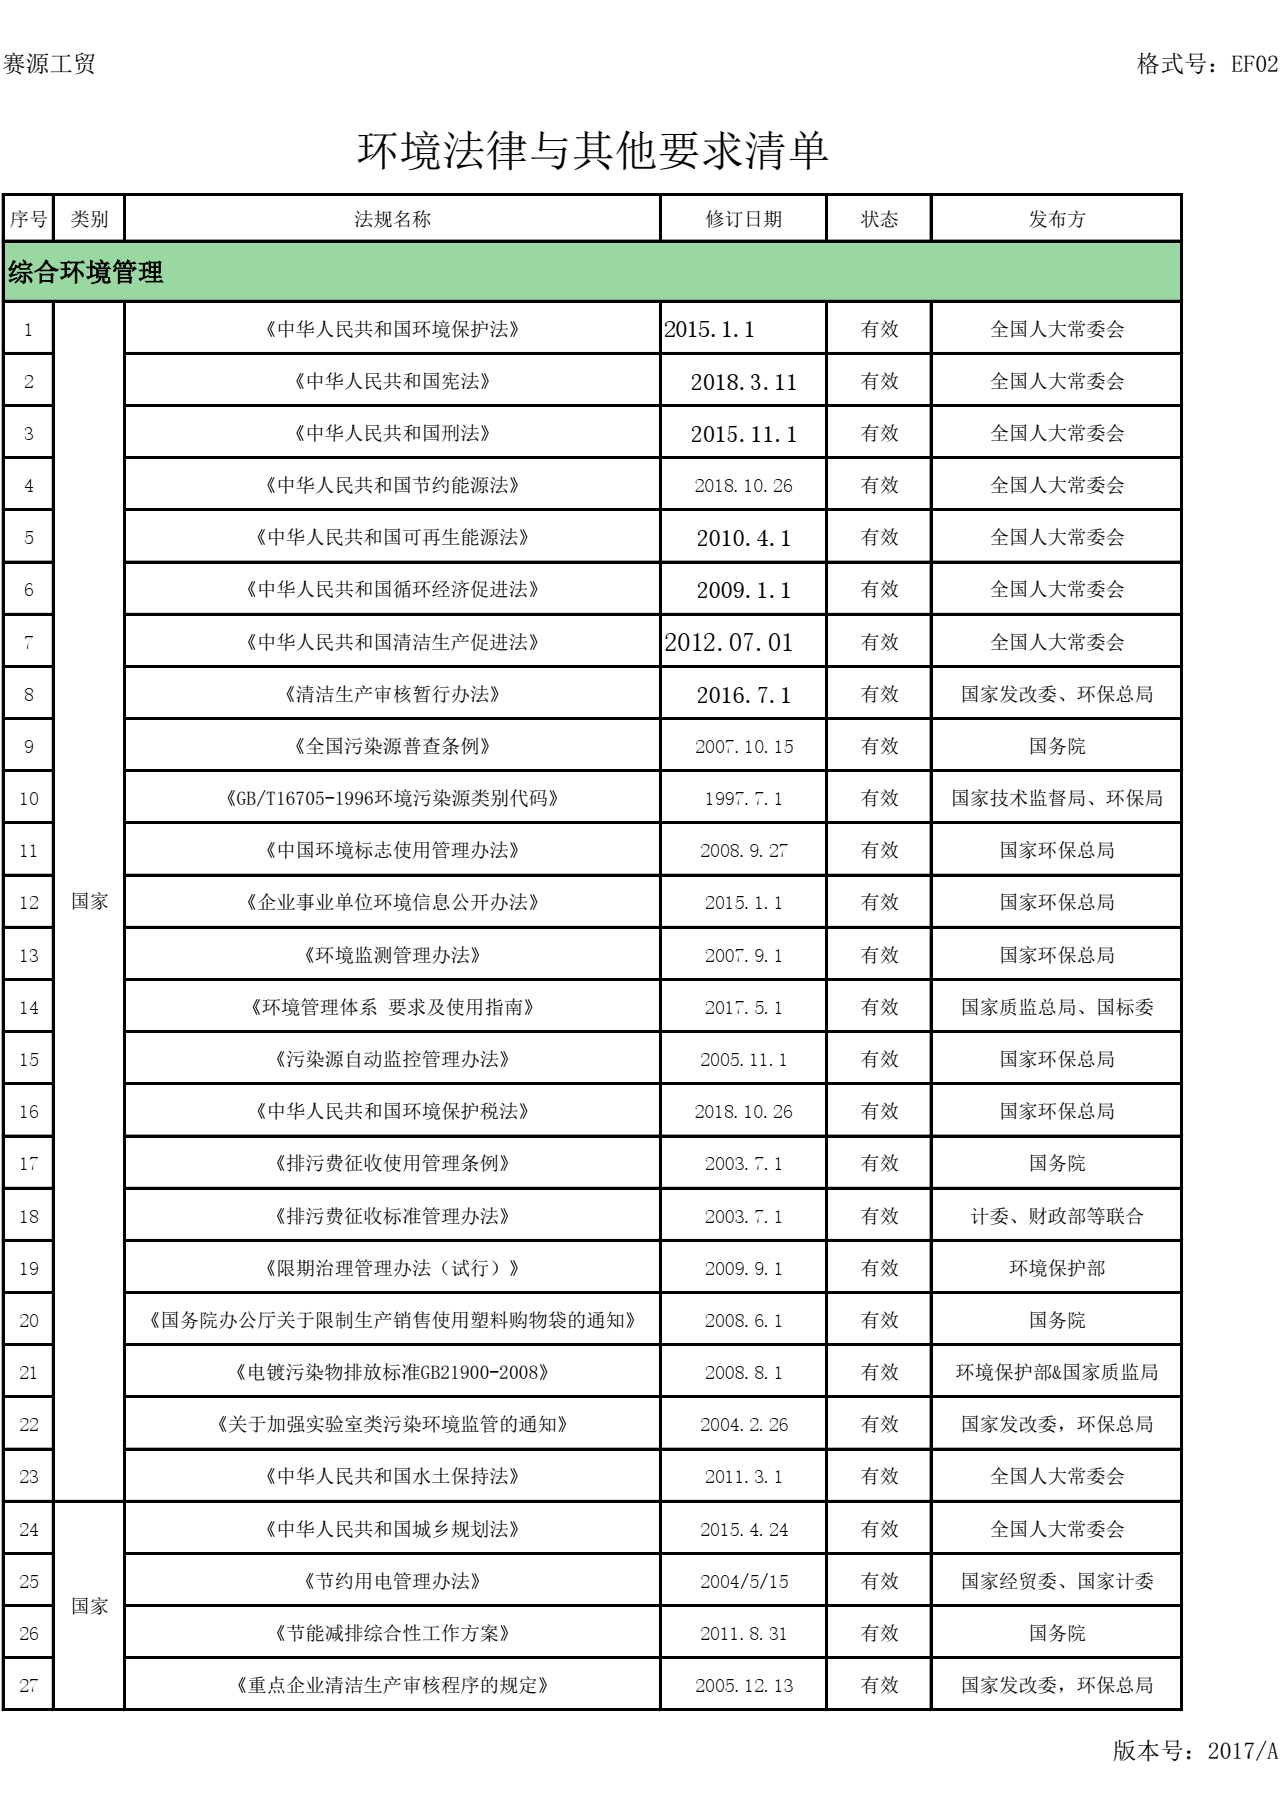 赛源工贸 格式号：EF02
环境法律与其他要求清单
序号 类别 法规名称 修订日期 状态 发布方
综合环境管理
1 《中华人民共和国环境保护法》 2015.1.1 有效 全国人大常委会
2 《中华人民共和国宪法》 2018.3.11 有效 全国人大常委会
3 《中华人民共和国刑法》 2015.11.1 有效 全国人大常委会
4 《中华人民共和国节约能源法》 2018.10.26 有效 全国人大常委会
5 《中华人民共和国可再生能源法》 2010.4.1 有效 全国人大常委会
6 《中华人民共和国循环经济促进法》 2009.1.1 有效 全国人大常委会
7 《中华人民共和国清洁生产促进法》 2012.07.01 有效 全国人大常委会
8 《清洁生产审核暂行办法》 2016.7.1 有效 国家发改委、环保总局
9 《全国污染源普查条例》 2007.10.15 有效 国务院
10 《GB/T16705-1996环境污染源类别代码》 1997.7.1 有效 国家技术监督局、环保局
11 《中国环境标志使用管理办法》 2008.9.27 有效 国家环保总局
12 国家 《企业事业单位环境信息公开办法》 2015.1.1 有效 国家环保总局
13 《环境监测管理办法》 2007.9.1 有效 国家环保总局
14 《环境管理体系 要求及使用指南》 2017.5.1 有效 国家质监总局、国标委
15 《污染源自动监控管理办法》 2005.11.1 有效 国家环保总局
16 《中华人民共和国环境保护税法》 2018.10.26 有效 国家环保总局
17 《排污费征收使用管理条例》 2003.7.1 有效 国务院
18 《排污费征收标准管理办法》 2003.7.1 有效 计委、财政部等联合
19 《限期治理管理办法（试行）》 2009.9.1 有效 环境保护部
20 《国务院办公厅关于限制生产销售使用塑料购物袋的通知》 2008.6.1 有效 国务院
21 《电镀污染物排放标准GB21900-2008》 2008.8.1 有效 环境保护部&国家质监局
22 《关于加强实验室类污染环境监管的通知》 2004.2.26 有效 国家发改委，环保总局
23 《中华人民共和国水土保持法》 2011.3.1 有效 全国人大常委会
24 《中华人民共和国城乡规划法》 2015.4.24 有效 全国人大常委会
25 《节约用电管理办法》 2004/5/15 有效 国家经贸委、国家计委
国家
26 《节能减排综合性工作方案》 2011.8.31 有效 国务院
27 《重点企业清洁生产审核程序的规定》 2005.12.13 有效 国家发改委，环保总局
版本号：2017/A